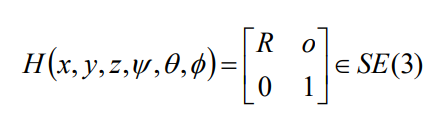 H(x, y, z, ψ, θ, ϕ) = [ R o ; 0 1 ] ∈ SE(3)